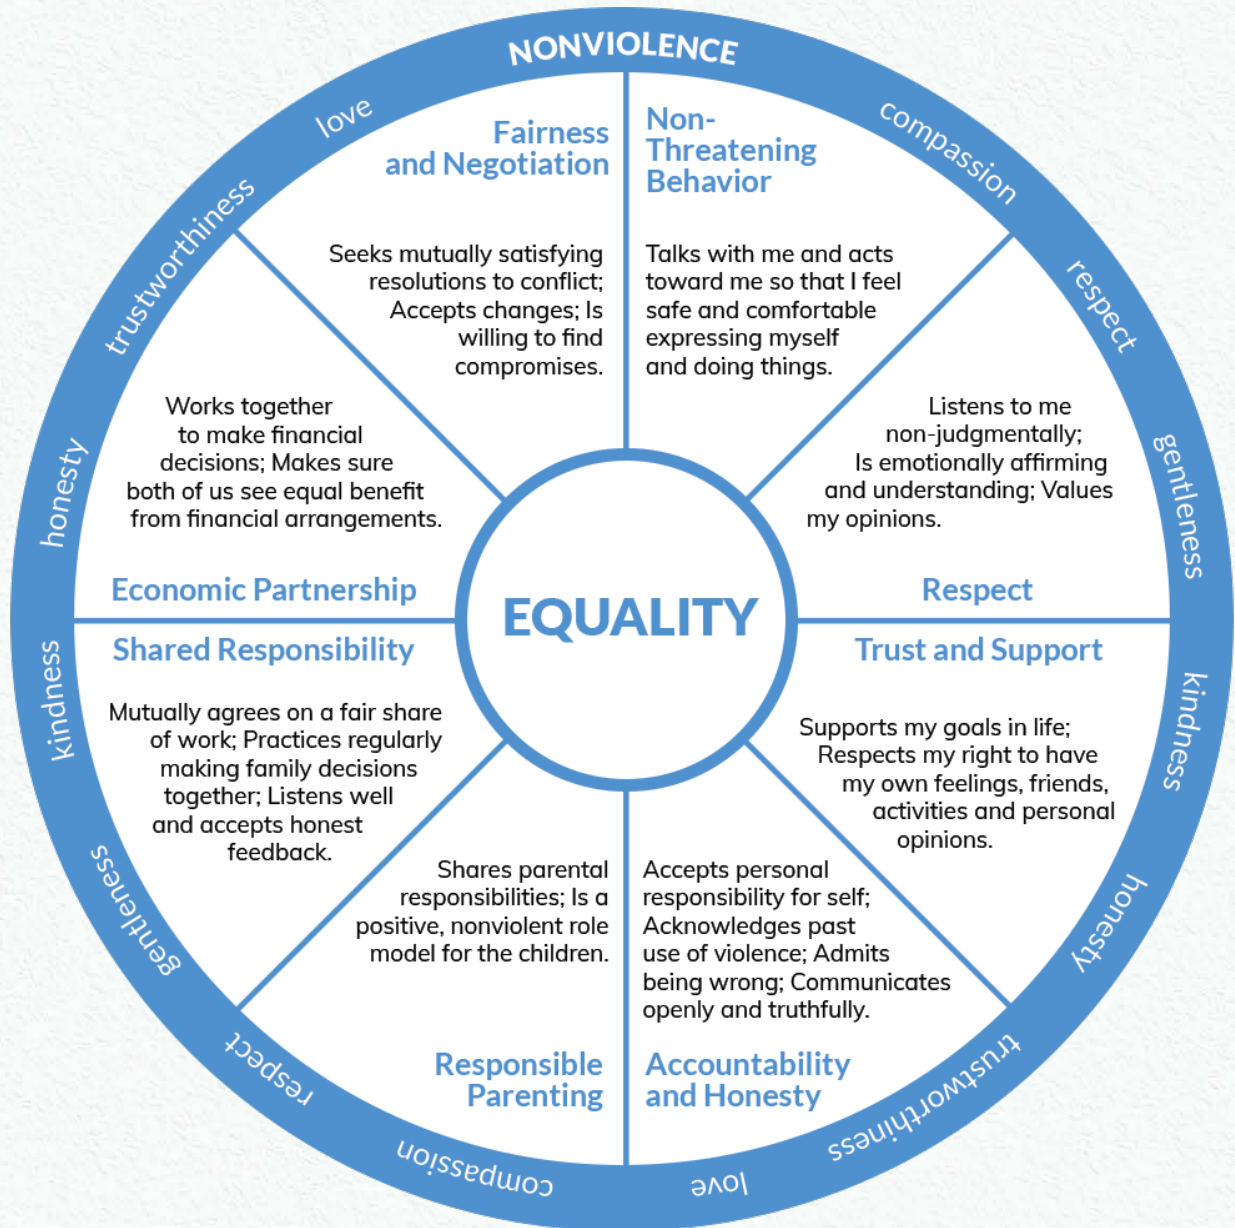 NONVIOLENCE
compassion
respect
gentleness
kindness
honesty
trustworthiness
love
compassion
respect
gentleness
kindness
honesty
trustworthiness
love
Non-
Threatening
Behavior
Talks with me and acts
toward me so that I feel
safe and comfortable
expressing myself
and doing things.
Listens to me
non-judgmentally;
Is emotionally affirming
and understanding; Values
my opinions.
Respect
Trust and Support
Supports my goals in life;
Respects my right to have
my own feelings, friends,
activities and personal
opinions.
Accepts personal
responsibility for self;
Acknowledges past
use of violence; Admits
being wrong; Communicates
openly and truthfully.
Accountability
and Honesty
Shares parental
responsibilities; Is a
positive, nonviolent role
model for the children.
Responsible
Parenting
Shared Responsibility
Mutually agrees on a fair share
of work; Practices regularly
making family decisions
together; Listens well
and accepts honest
feedback.
Works together
to make financial
decisions; Makes sure
both of us see equal benefit
from financial arrangements.
Economic Partnership
Fairness
and Negotiation
Seeks mutually satisfying
resolutions to conflict;
Accepts changes; Is
willing to find
compromises.
EQUALITY